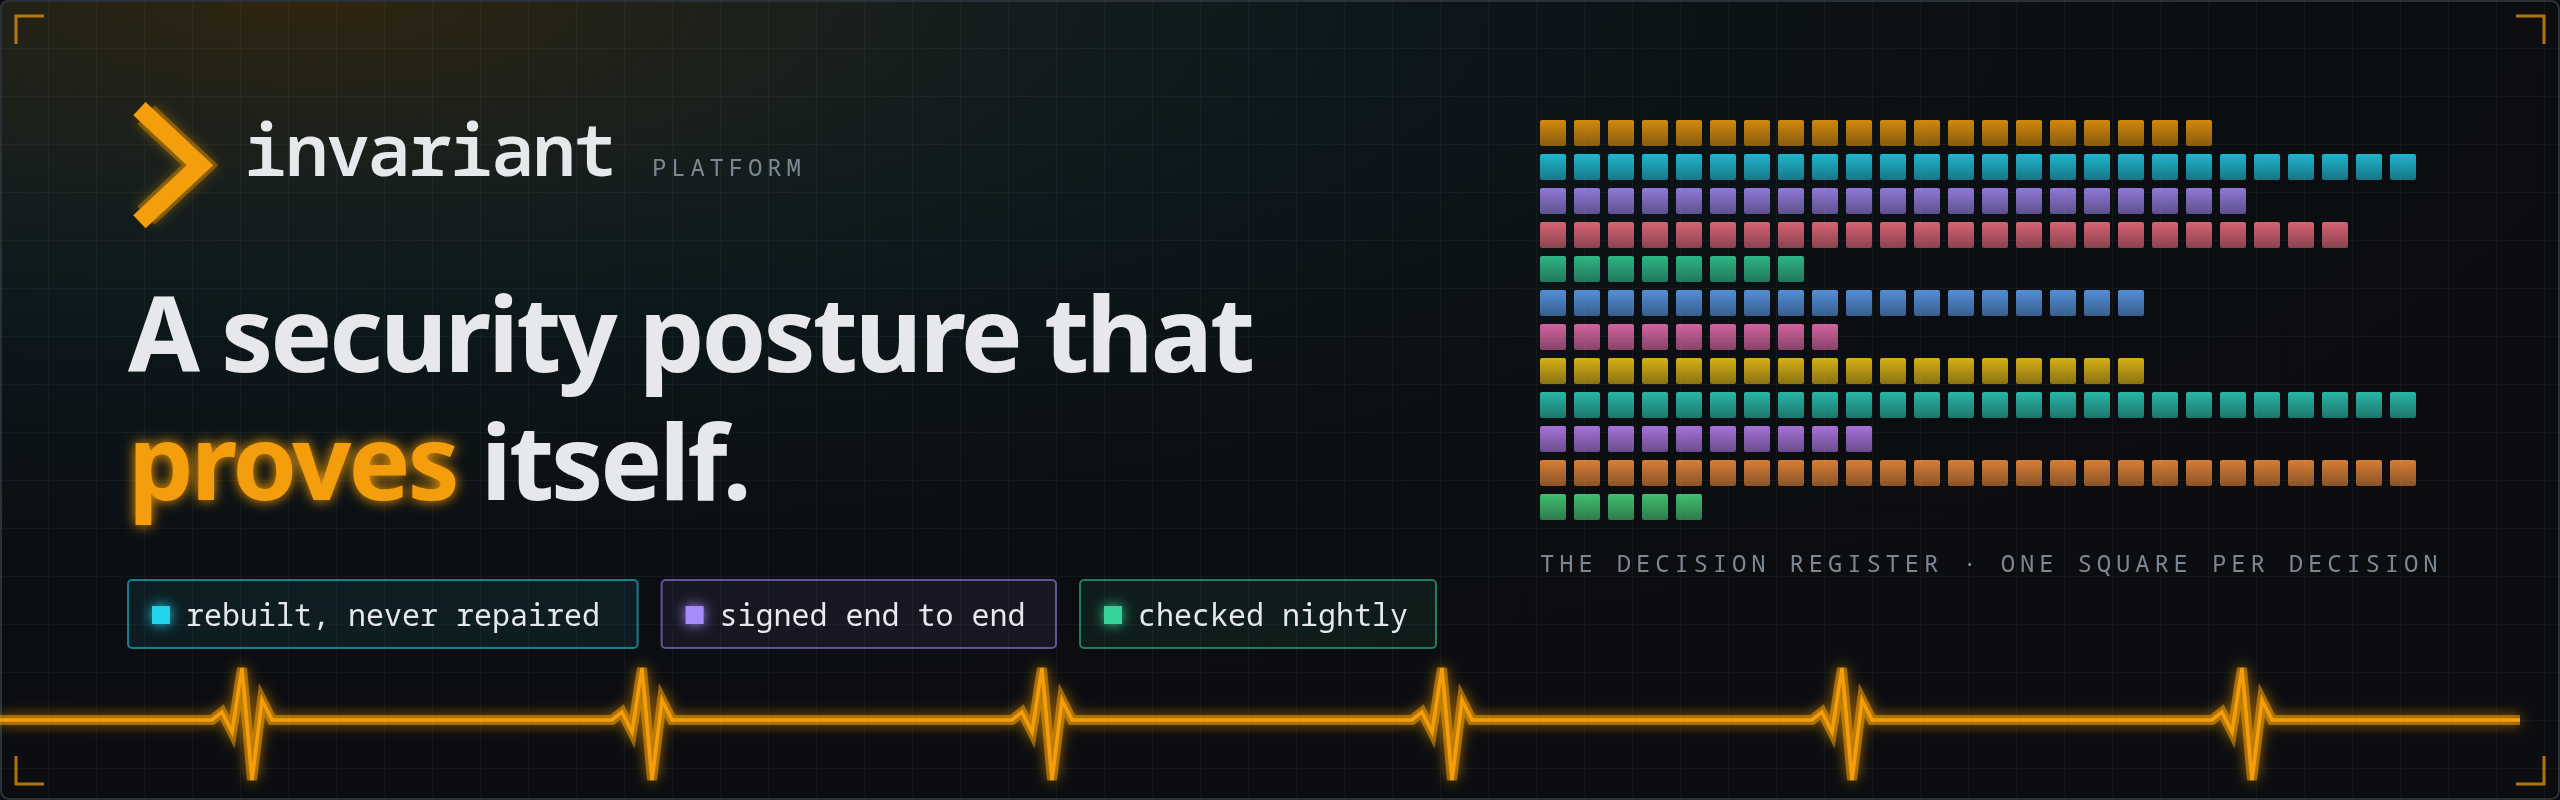 invariant PLATFORM
A security posture that
proves itself.
rebuilt, never repaired
signed end to end
checked nightly
THE DECISION REGISTER · ONE SQUARE PER DECISION